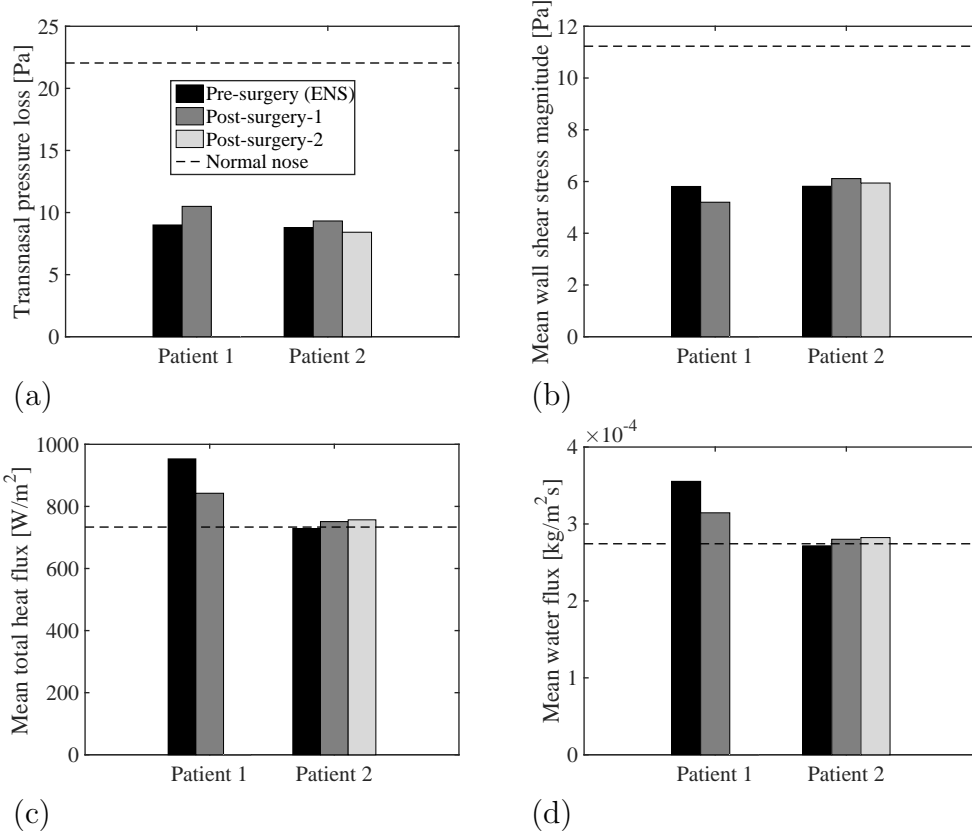 Transnasal pressure loss [Pa]
25
20
15
10
5
0
Pre-surgery (ENS)
Post-surgery-1
Post-surgery-2
Normal nose
Patient 1
Patient 2
(a)
Mean wall shear stress magnitude [Pa]
12
10
8
6
4
2
0
Patient 1
Patient 2
(b)
Mean total heat flux [W/m²]
1000
800
600
400
200
0
Patient 1
Patient 2
(c)
Mean water flux [kg/m²s]
×10⁻⁴
4
3
2
1
0
Patient 1
Patient 2
(d)